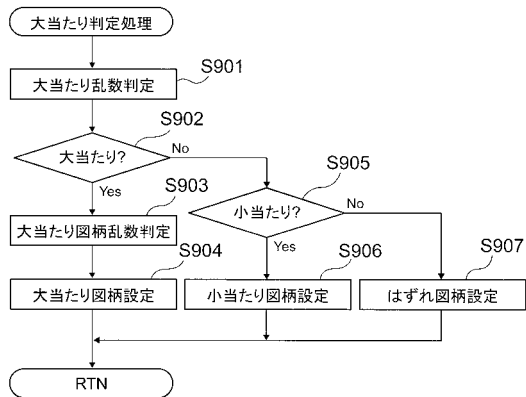 大当たり判定処理
S901
大当たり乱数判定
S902
大当たり?
No
Yes
S905
小当たり?
No
Yes
S903
大当たり図柄乱数判定
S904
大当たり図柄設定
S906
小当たり図柄設定
S907
はずれ図柄設定
RTN